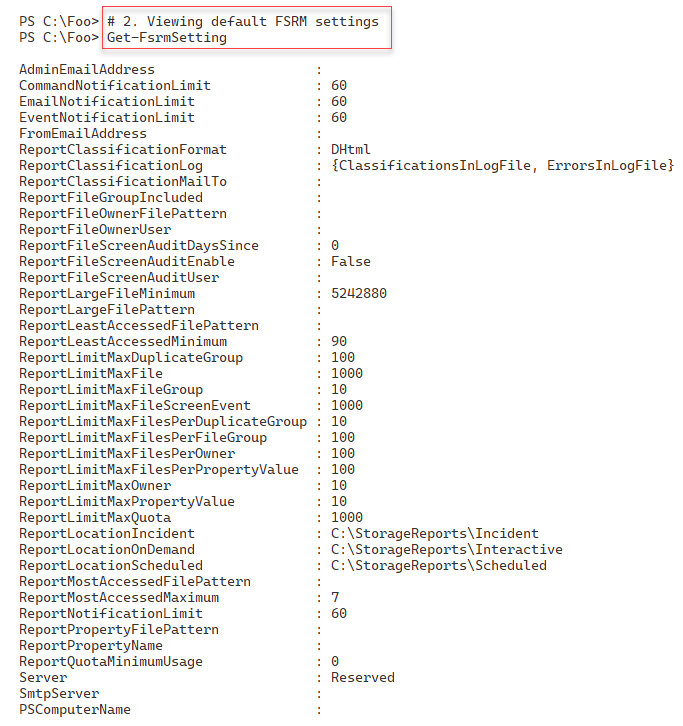 PS C:\Foo> # 2. Viewing default FSRM settings
PS C:\Foo> Get-FsrmSetting
AdminEmailAddress :
CommandNotificationLimit : 60
EmailNotificationLimit : 60
EventNotificationLimit : 60
FromEmailAddress :
ReportClassificationFormat : DHtml
ReportClassificationLog : {ClassificationsInLogFile, ErrorsInLogFile}
ReportClassificationMailTo :
ReportFileGroupIncluded :
ReportFileOwnerFilePattern :
ReportFileOwnerUser :
ReportFileScreenAuditDaysSince : 0
ReportFileScreenAuditEnable : False
ReportFileScreenAuditUser :
ReportLargeFileMinimum : 5242880
ReportLargeFilePattern :
ReportLeastAccessedFilePattern :
ReportLeastAccessedMinimum : 90
ReportLimitMaxDuplicateGroup : 100
ReportLimitMaxFile : 1000
ReportLimitMaxFileGroup : 10
ReportLimitMaxFileScreenEvent : 1000
ReportLimitMaxFilesPerDuplicateGroup : 10
ReportLimitMaxFilesPerFileGroup : 100
ReportLimitMaxFilesPerOwner : 100
ReportLimitMaxFilesPerPropertyValue : 100
ReportLimitMaxOwner : 10
ReportLimitMaxPropertyValue : 10
ReportLimitMaxQuota : 1000
ReportLocationIncident : C:\StorageReports\Incident
ReportLocationOnDemand : C:\StorageReports\Interactive
ReportLocationScheduled : C:\StorageReports\Scheduled
ReportMostAccessedFilePattern :
ReportMostAccessedMaximum : 7
ReportNotificationLimit : 60
ReportPropertyFilePattern :
ReportPropertyName :
ReportQuotaMinimumUsage : 0
Server : Reserved
SmtpServer :
PSComputerName :